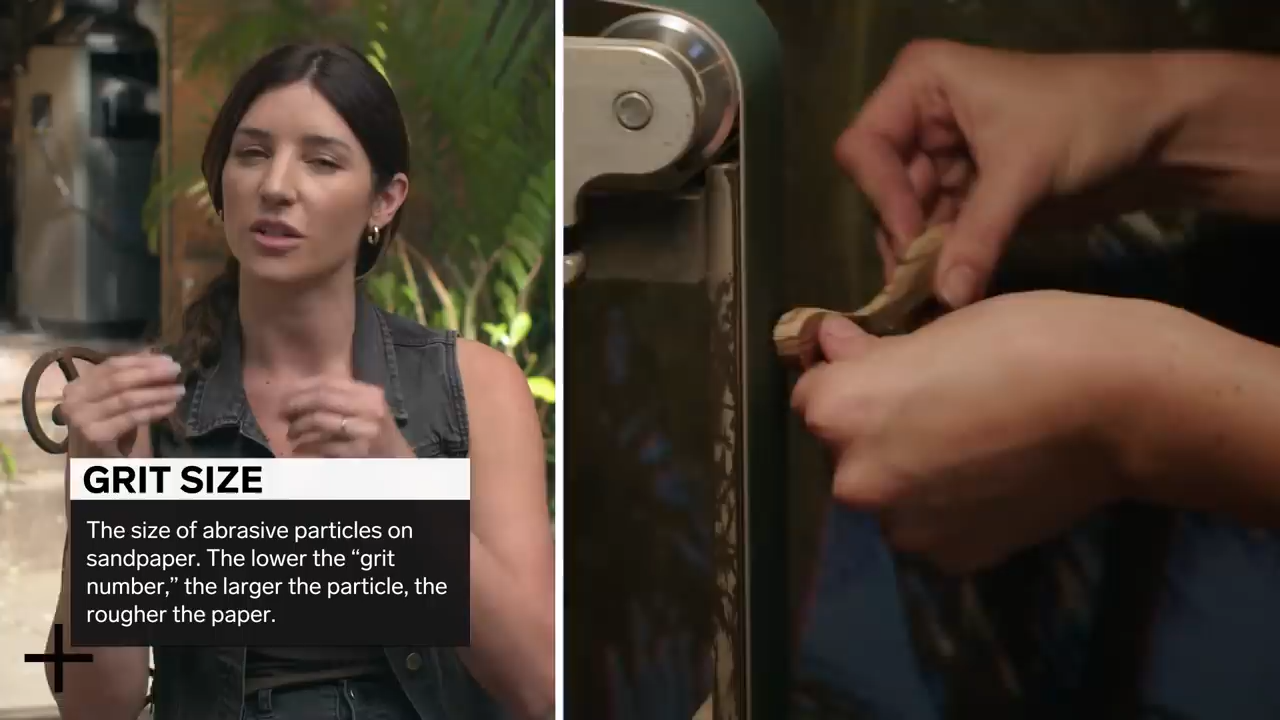 GRIT SIZE
The size of abrasive particles on
sandpaper. The lower the “grit
number,” the larger the particle, the
rougher the paper.